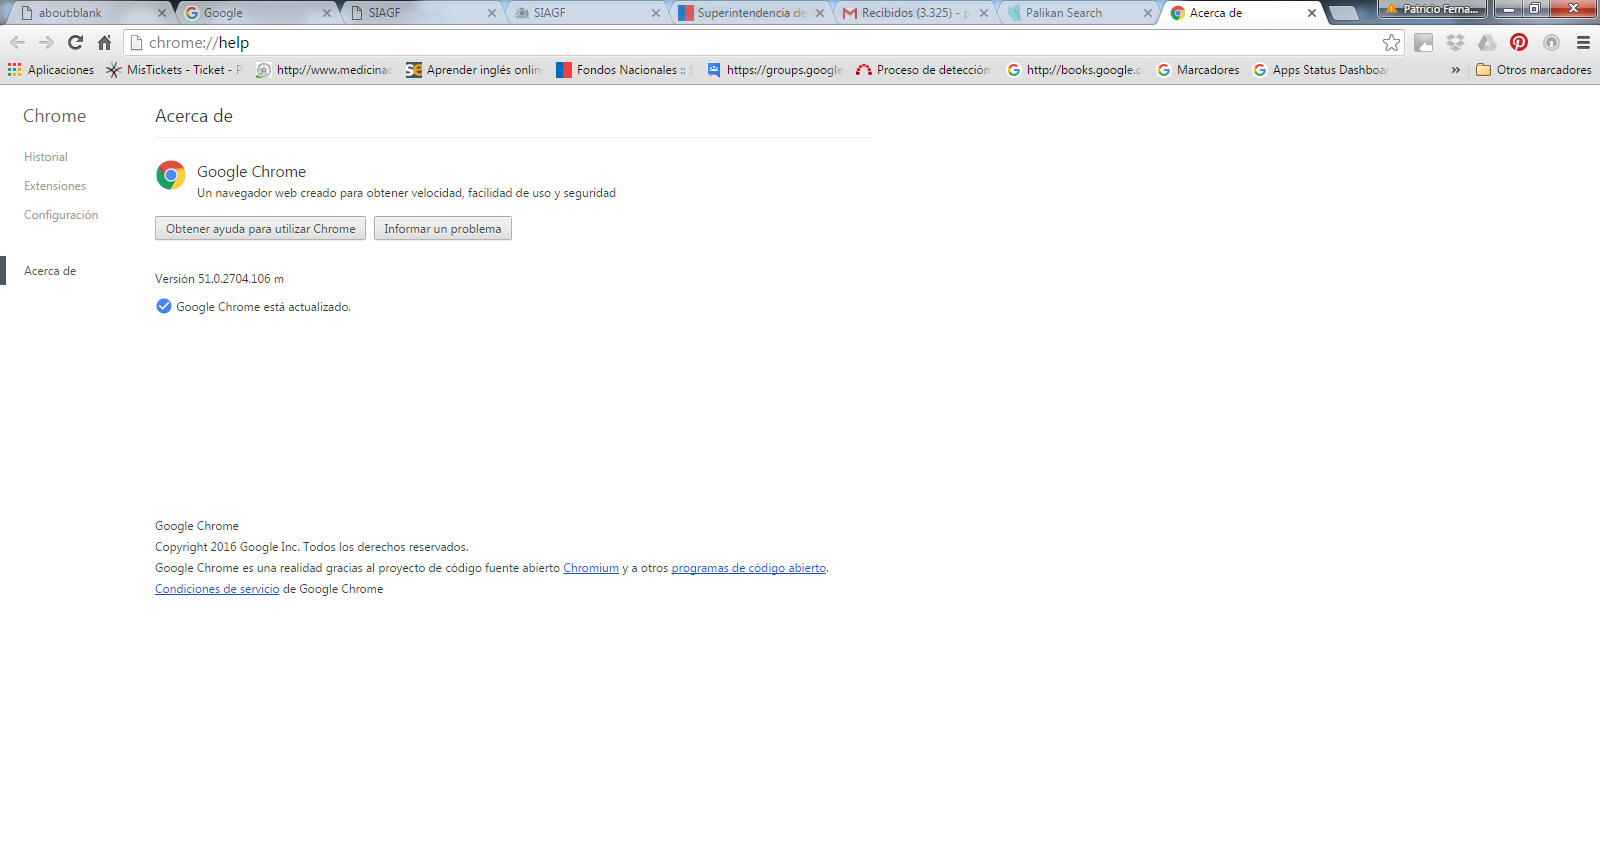 about:blank
Google
SIAGF
SIAGF
Superintendencia de
Recibidos (3.325) - p
Palikan Search
Acerca de
Patricio Ferna...
chrome://help
Aplicaciones
MisTickets - Ticket - P
http://www.medicinac
Aprender inglés onlin
Fondos Nacionales :: S
https://groups.google
Proceso de detección
http://books.google.c
Marcadores
Apps Status Dashboar
» Otros marcadores
Chrome
Historial
Extensiones
Configuración
Acerca de
Acerca de
Google Chrome
Un navegador web creado para obtener velocidad, facilidad de uso y seguridad
Obtener ayuda para utilizar Chrome
Informar un problema
Versión 51.0.2704.106 m
Google Chrome está actualizado.
Google Chrome
Copyright 2016 Google Inc. Todos los derechos reservados.
Google Chrome es una realidad gracias al proyecto de código fuente abierto Chromium y a otros programas de código abierto.
Condiciones de servicio de Google Chrome